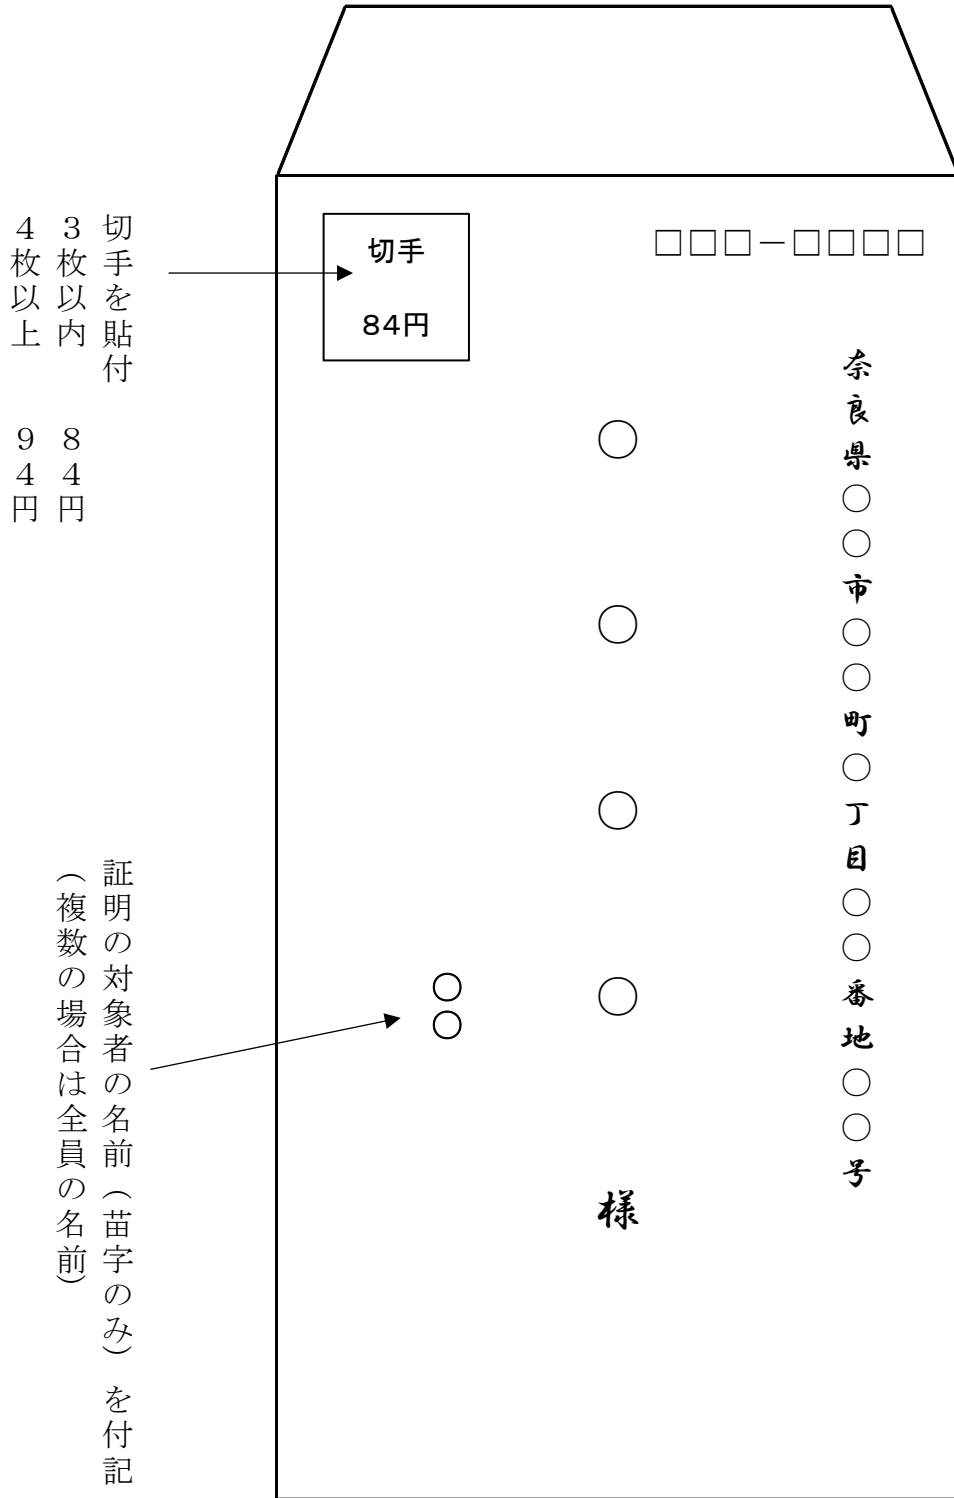 □□□－□□□□
奈良県○○市○○町○丁目○○番地○○号
○○○○様
○○
切手
84円
切手を貼付
３枚以内　８４円
４枚以上　９４円
証明の対象者の名前（苗字のみ）を付記
（複数の場合は全員の名前）